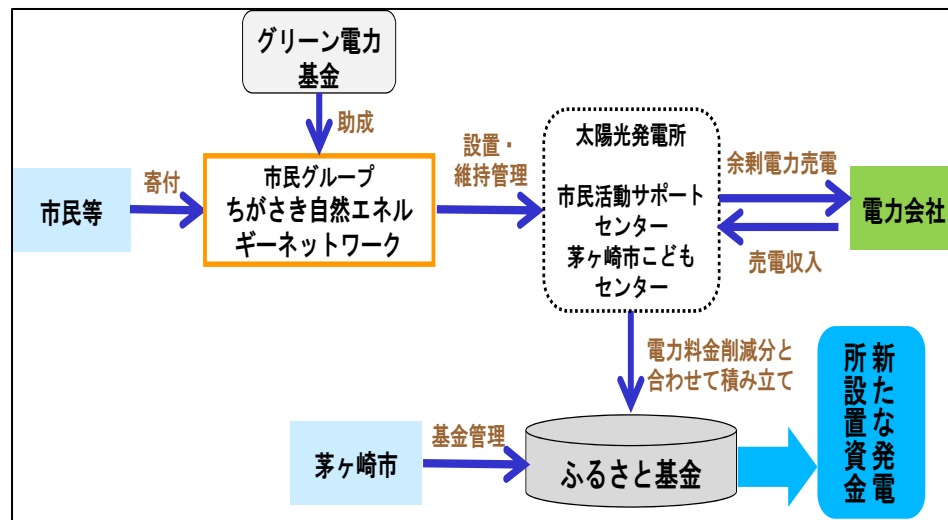 グリーン電力
基金
助成
市民等
寄付
市民グループ
ちがさき自然エネル
ギーネットワーク
設置・
維持管理
太陽光発電所
市民活動サポート
センター
茅ヶ崎市こども
センター
余剰電力売電
売電収入
電力会社
電力料金削減分と
合わせて積み立て
茅ヶ崎市
基金管理
ふるさと基金
新たな発電
所設置資金